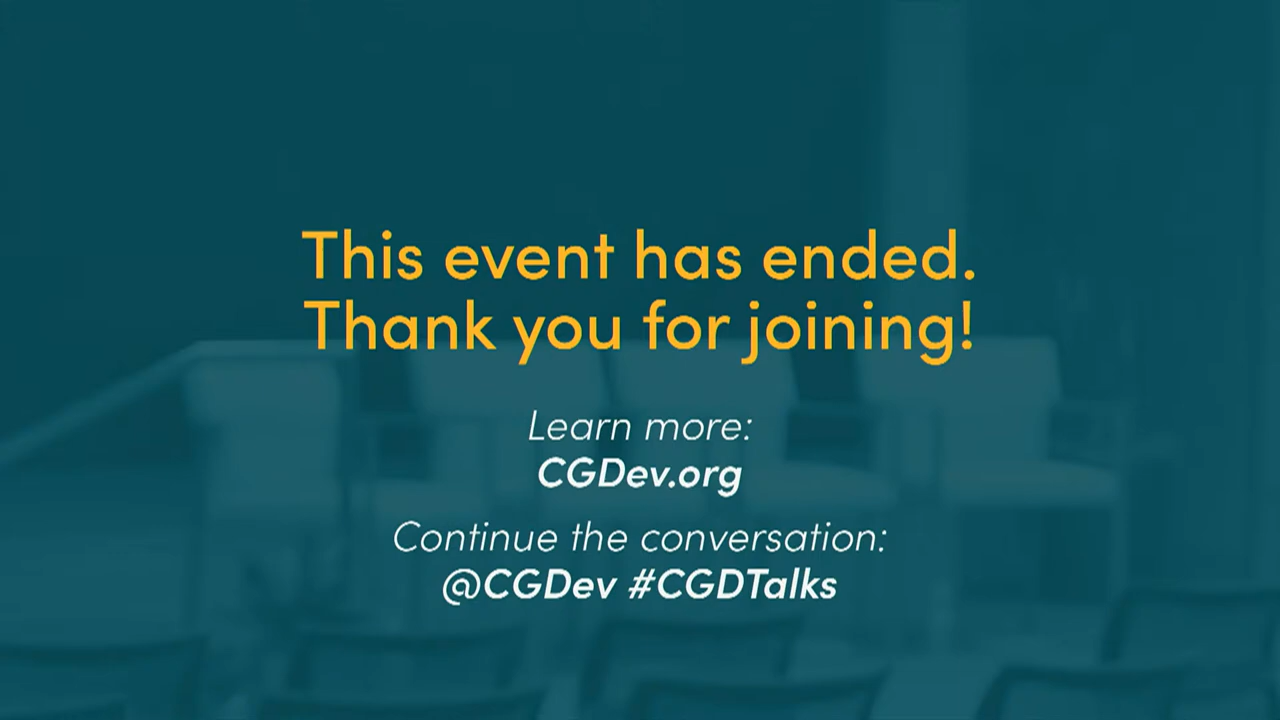 This event has ended.
Thank you for joining!
Learn more:
CGDev.org
Continue the conversation:
@CGDev #CGDTalks